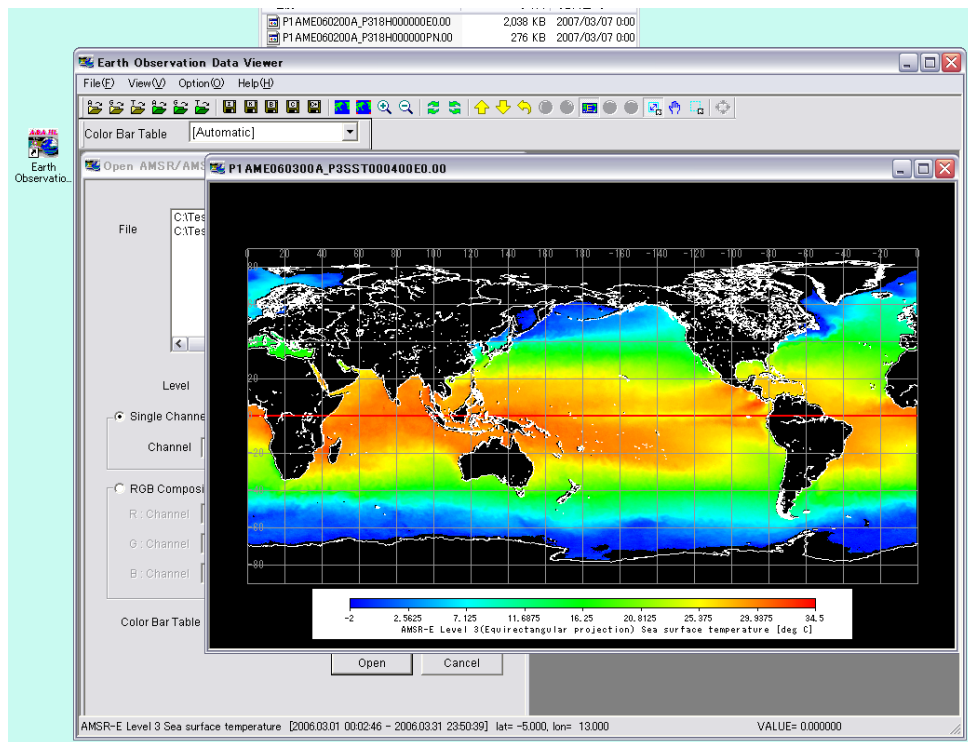 P1AME060200A_P318H000000E0.00 2,038 KB 2007/03/07 0:00
P1AME060200A_P318H000000PN.00 276 KB 2007/03/07 0:00
Earth Observation Data Viewer
File(F) View(V) Option(O) Help(H)
Color Bar Table [Automatic]
Earth
Observatio...
Open AMSR/AMS
P1AME060300A_P3SST000400E0.00
File
C:\Tes
C:\Tes
Level
Single Channe
Channel
RGB Composi
R : Channel
G : Channel
B : Channel
Color Bar Table
0 20 40 60 80 100 120 140 160 180 -160 -140 -120 -100 -80 -60 -40 -20 0
80
20
-20
-60
-80
-2 2.5625 7.125 11.6875 16.25 20.8125 25.375 29.9375 34.5
AMSR-E Level 3(Equirectangular projection) Sea surface temperature [deg C]
Open Cancel
AMSR-E Level 3 Sea surface temperature [2006.03.01 00:02:46 - 2006.03.31 23:50:39] lat= -5.000, lon= 13.000 VALUE= 0.000000